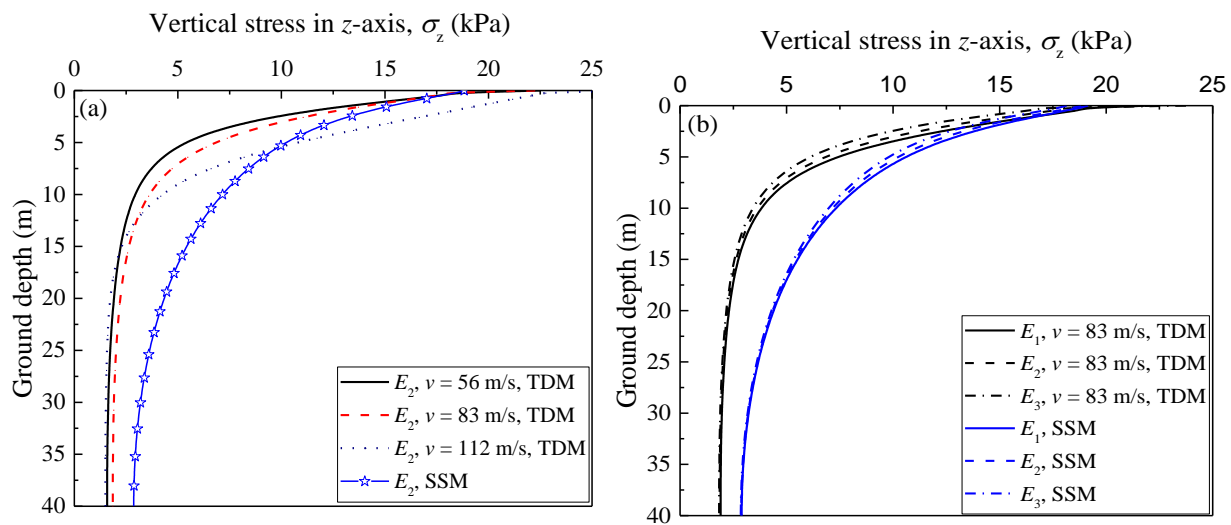 Vertical stress in z-axis, σz (kPa)
0 5 10 15 20 25
(a)
Ground depth (m)
0
5
10
15
20
25
30
35
40
E2, v = 56 m/s, TDM
E2, v = 83 m/s, TDM
E2, v = 112 m/s, TDM
E2, SSM
Vertical stress in z-axis, σz (kPa)
0 5 10 15 20 25
(b)
Ground depth (m)
0
5
10
15
20
25
30
35
40
E1, v = 83 m/s, TDM
E2, v = 83 m/s, TDM
E3, v = 83 m/s, TDM
E1, SSM
E2, SSM
E3, SSM